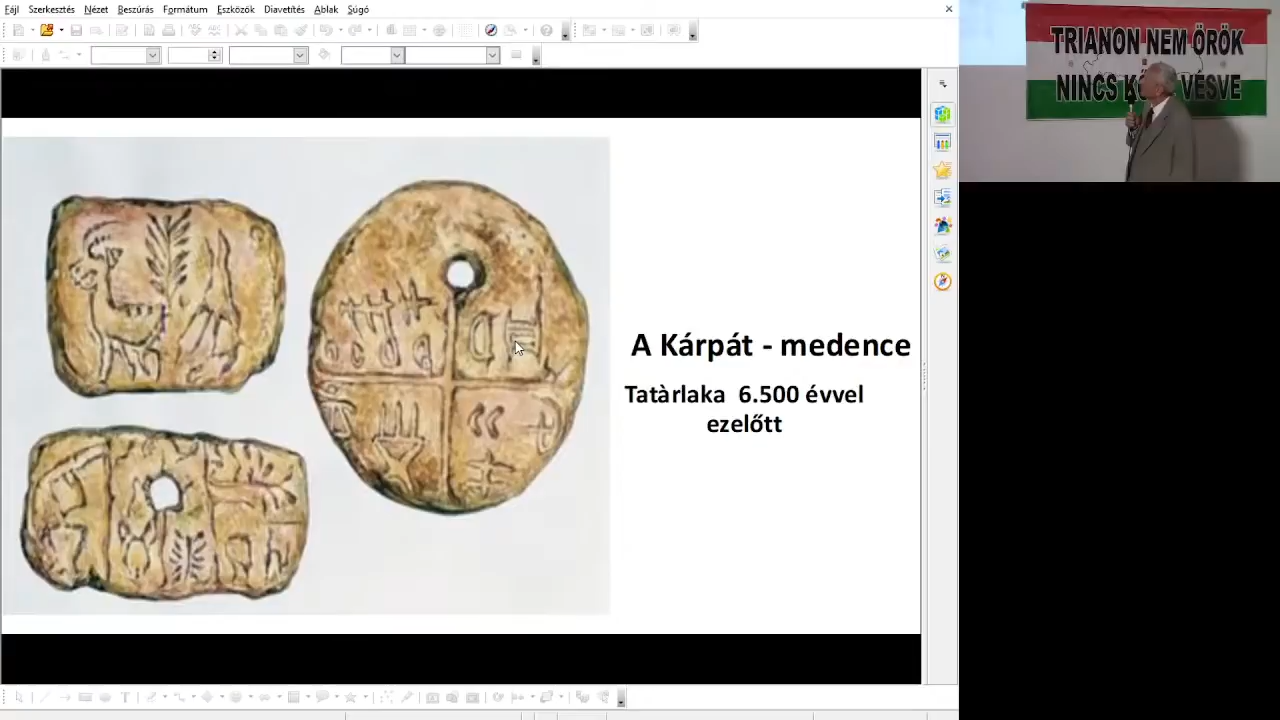 Fájl Szerkesztés Nézet Beszúrás Formátum Eszközök Diavetítés Ablak Súgó
TRIANON NEM ÖRÖK
NINCS VÉSVE
A Kárpát - medence
Tatàrlaka 6.500 évvel
ezelőtt